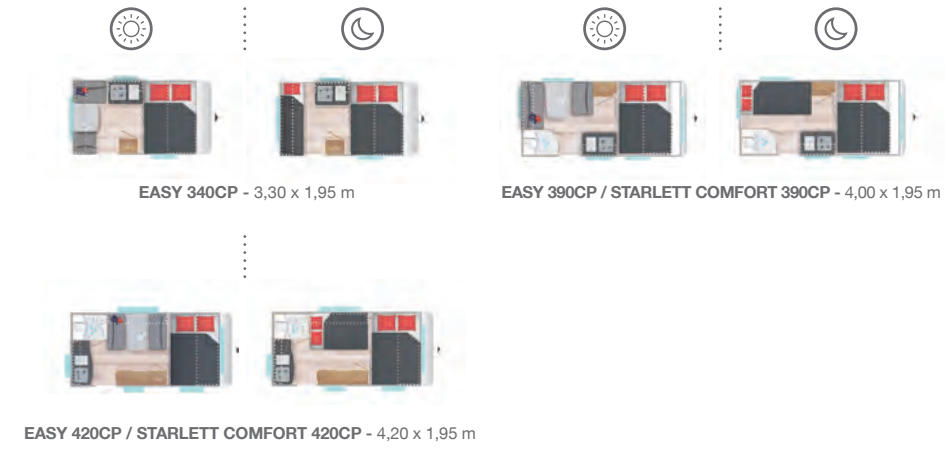 EASY 340CP - 3,30 x 1,95 m
EASY 390CP / STARLETT COMFORT 390CP - 4,00 x 1,95 m
EASY 420CP / STARLETT COMFORT 420CP - 4,20 x 1,95 m